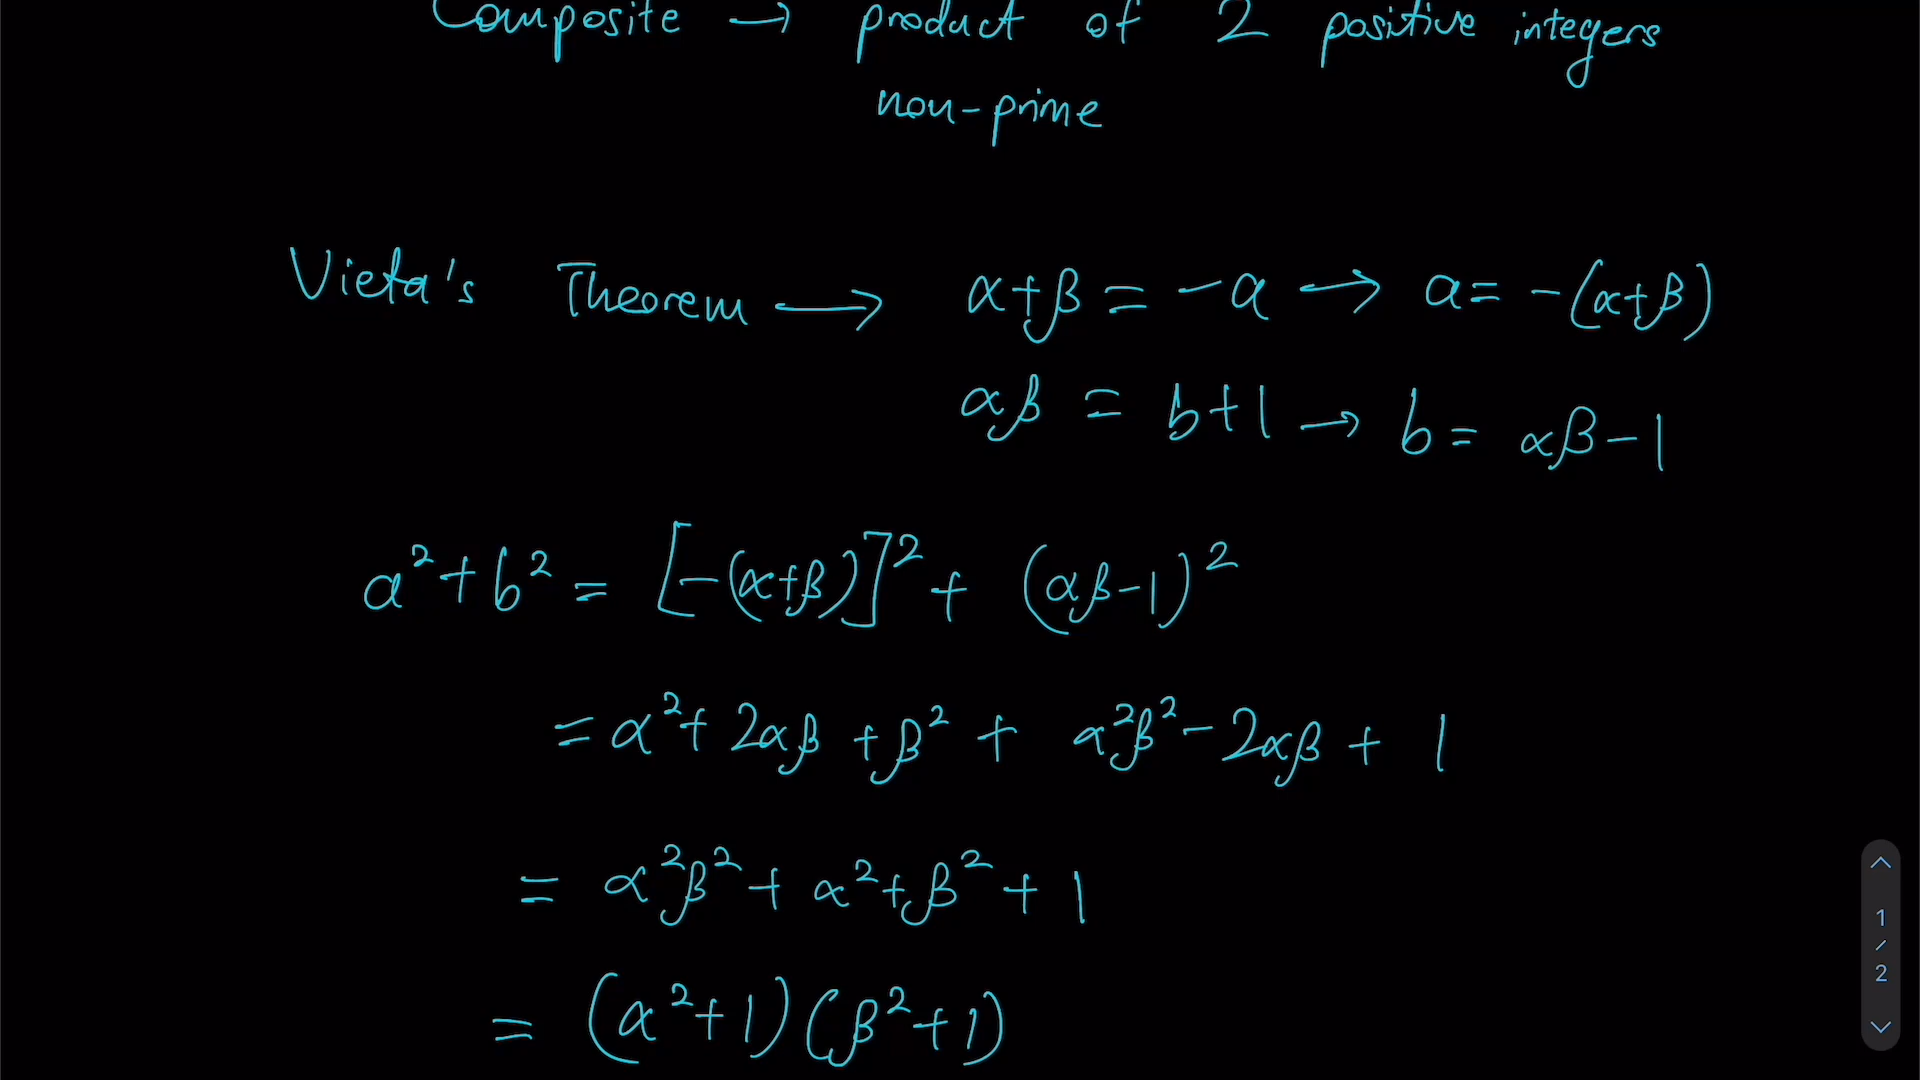 Composite → product of 2 positive integers
non-prime
Vieta's Theorem ⟶ α+β = -a → a = -(α+β)
αβ = b+1 → b = αβ-1
a²+b² = [-(α+β)]² + (αβ-1)²
= α² + 2αβ + β² + α²β² - 2αβ + 1
= α²β² + α² + β² + 1
= (α²+1)(β²+1)
1
/
2